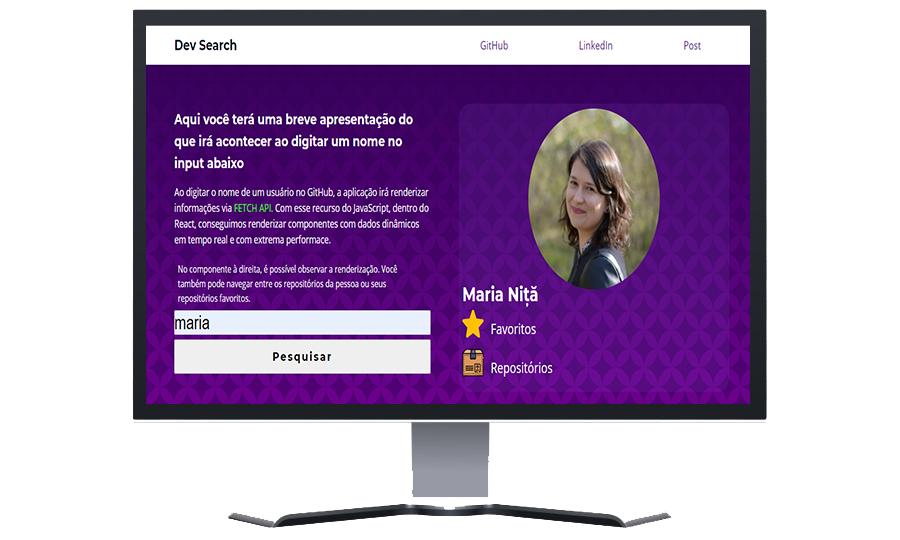 Dev Search
GitHub
LinkedIn
Post
Aqui você terá uma breve apresentação do
que irá acontecer ao digitar um nome no
input abaixo
Ao digitar o nome de um usuário no GitHub, a aplicação irá renderizar
informações via FETCH API. Com esse recurso do JavaScript, dentro do
React, conseguimos renderizar componentes com dados dinâmicos
em tempo real e com extrema performace.
No componente à direita, é possível observar a renderização. Você
também pode navegar entre os repositórios da pessoa ou seus
repositórios favoritos.
maria
Pesquisar
Maria Niță
Favoritos
Repositórios